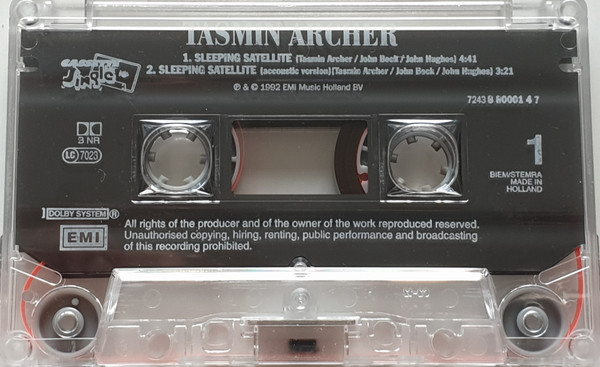 TASMIN ARCHER
1. SLEEPING SATELLITE (Tasmin Archer / John Beck / John Hughes) 4:41
2. SLEEPING SATELLITE (accoustic version)(Tasmin Archer / John Beck / John Hughes) 3:21
℗ & © 1992 EMI Music Holland BV
CASSETTE
Single
7243 8 80001 4 7
3 NR
LC 7023
1
BIEM/STEMRA
MADE IN
HOLLAND
DOLBY SYSTEM ®
EMI
All rights of the producer and of the owner of the work reproduced reserved.
Unauthorised copying, hiring, renting, public performance and broadcasting
of this recording prohibited.